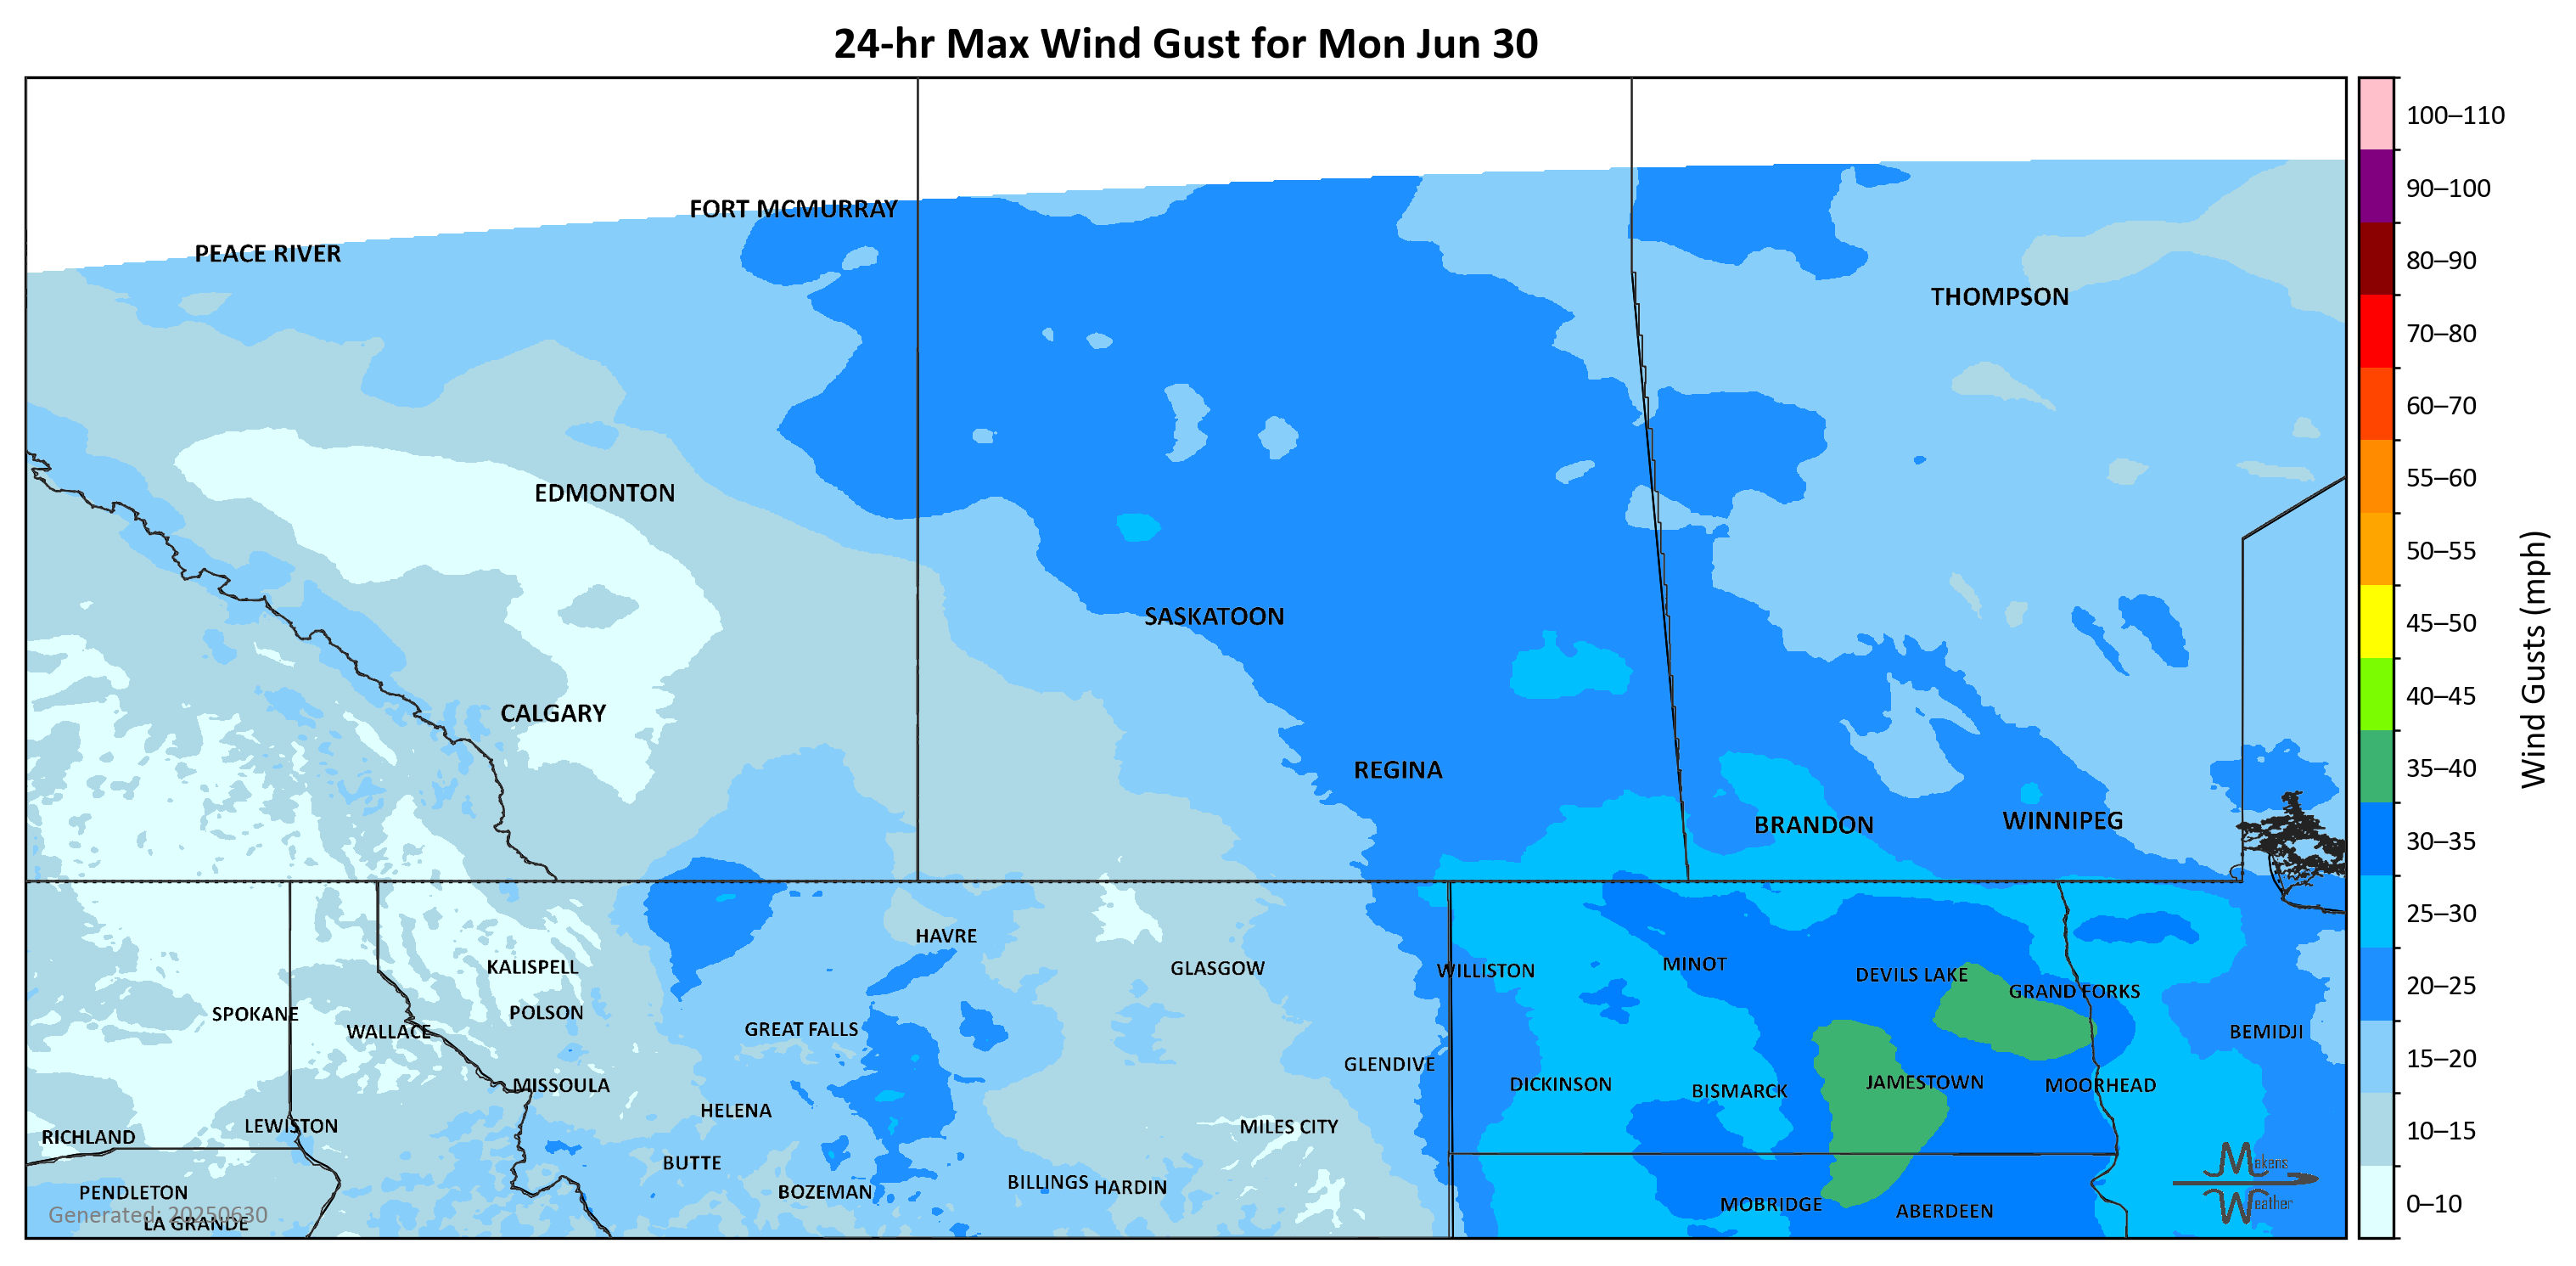 24-hr Max Wind Gust for Mon Jun 30
FORT MCMURRAY
PEACE RIVER
THOMPSON
EDMONTON
SASKATOON
CALGARY
REGINA
BRANDON
WINNIPEG
HAVRE
KALISPELL
GLASGOW
WILLISTON
MINOT
DEVILS LAKE
GRAND FORKS
SPOKANE
POLSON
WALLACE
GREAT FALLS
BEMIDJI
GLENDIVE
MISSOULA
DICKINSON
BISMARCK
JAMESTOWN
MOORHEAD
HELENA
LEWISTON
MILES CITY
RICHLAND
BUTTE
PENDLETON
BOZEMAN
BILLINGS
HARDIN
MOBRIDGE
ABERDEEN
Generated: 20250630
LA GRANDE
Makens
Weather
100–110
90–100
80–90
70–80
60–70
55–60
50–55
45–50
40–45
35–40
30–35
25–30
20–25
15–20
10–15
0–10
Wind Gusts (mph)